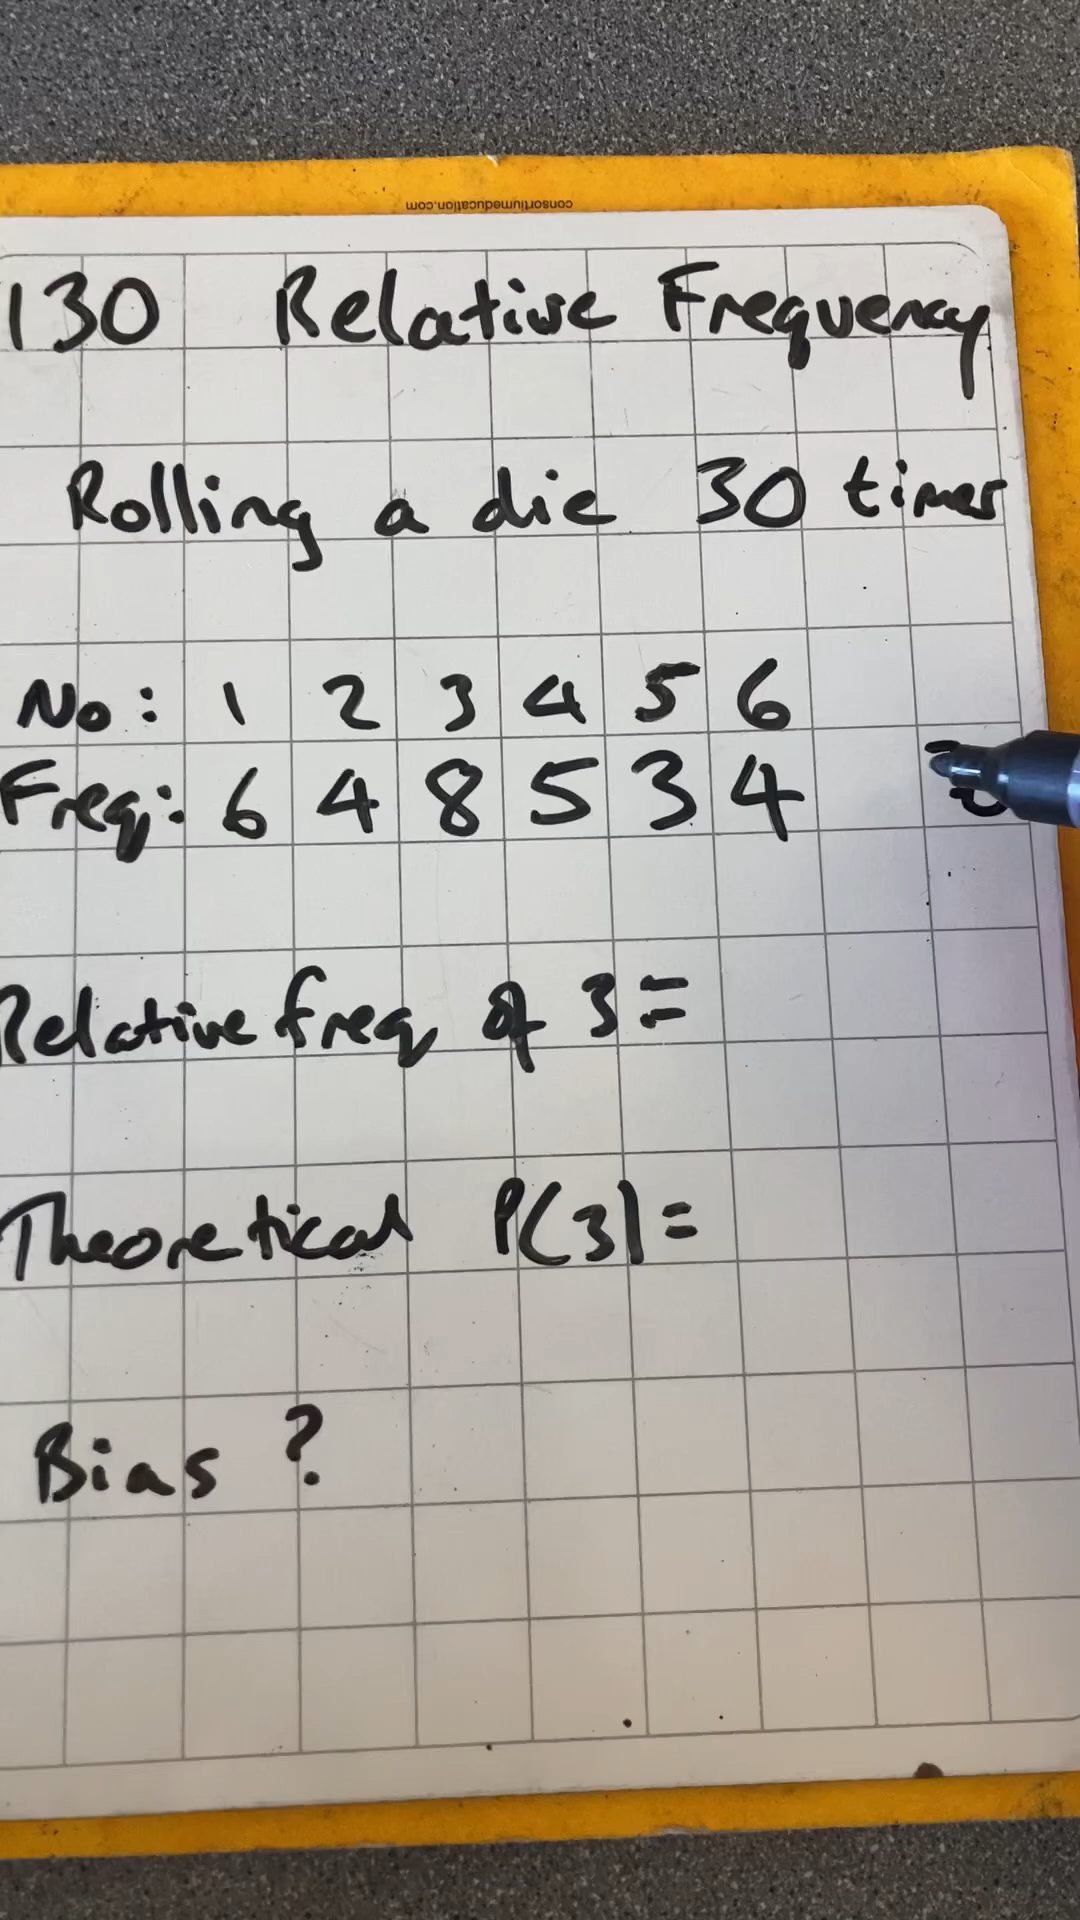 consortiumeducation.com
130 Relative Frequency
Rolling a die 30 times
No: 1 2 3 4 5 6
Freq: 6 4 8 5 3 4
Relative freq of 3 =
Theoretical P(3) =
Bias ?